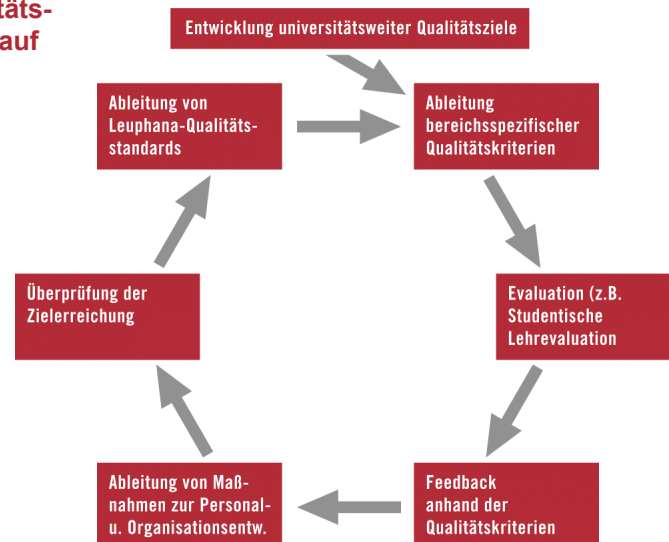 itäts-
auf
Entwicklung universitätsweiter Qualitätsziele
Ableitung von
Leuphana-Qualitäts-
standards
Ableitung
bereichsspezifischer
Qualitätskriterien
Überprüfung der
Zielerreichung
Evaluation (z.B.
Studentische
Lehrevaluation
Ableitung von Maß-
nahmen zur Personal-
u. Organisationsentw.
Feedback
anhand der
Qualitätskriterien